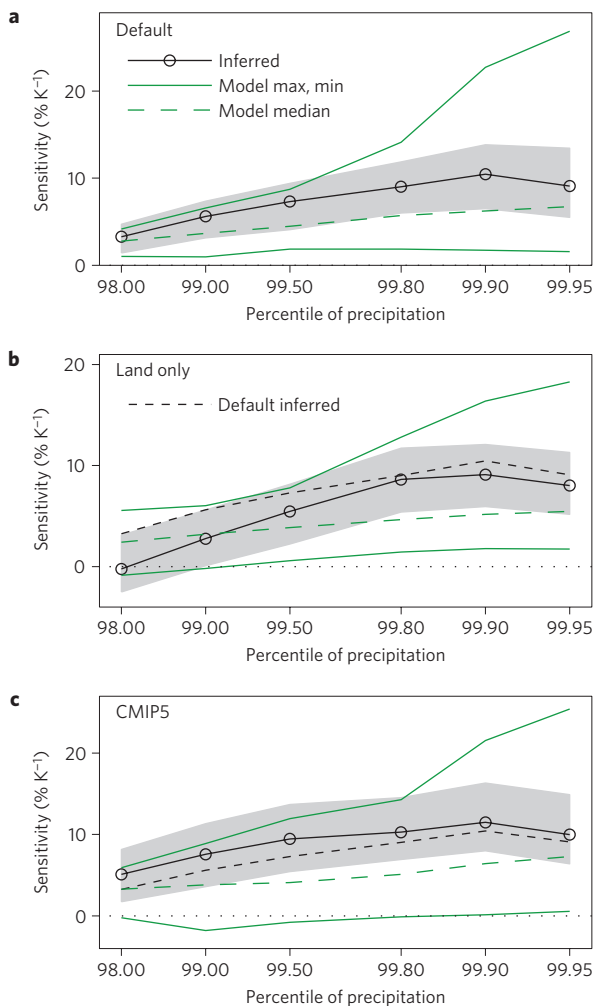 a
Default
Inferred
Model max, min
Model median
Sensitivity (% K⁻¹)
20
10
0
98.00 99.00 99.50 99.80 99.90 99.95
Percentile of precipitation
b
Land only
Default inferred
Sensitivity (% K⁻¹)
20
10
0
98.00 99.00 99.50 99.80 99.90 99.95
Percentile of precipitation
c
CMIP5
Sensitivity (% K⁻¹)
20
10
0
98.00 99.00 99.50 99.80 99.90 99.95
Percentile of precipitation